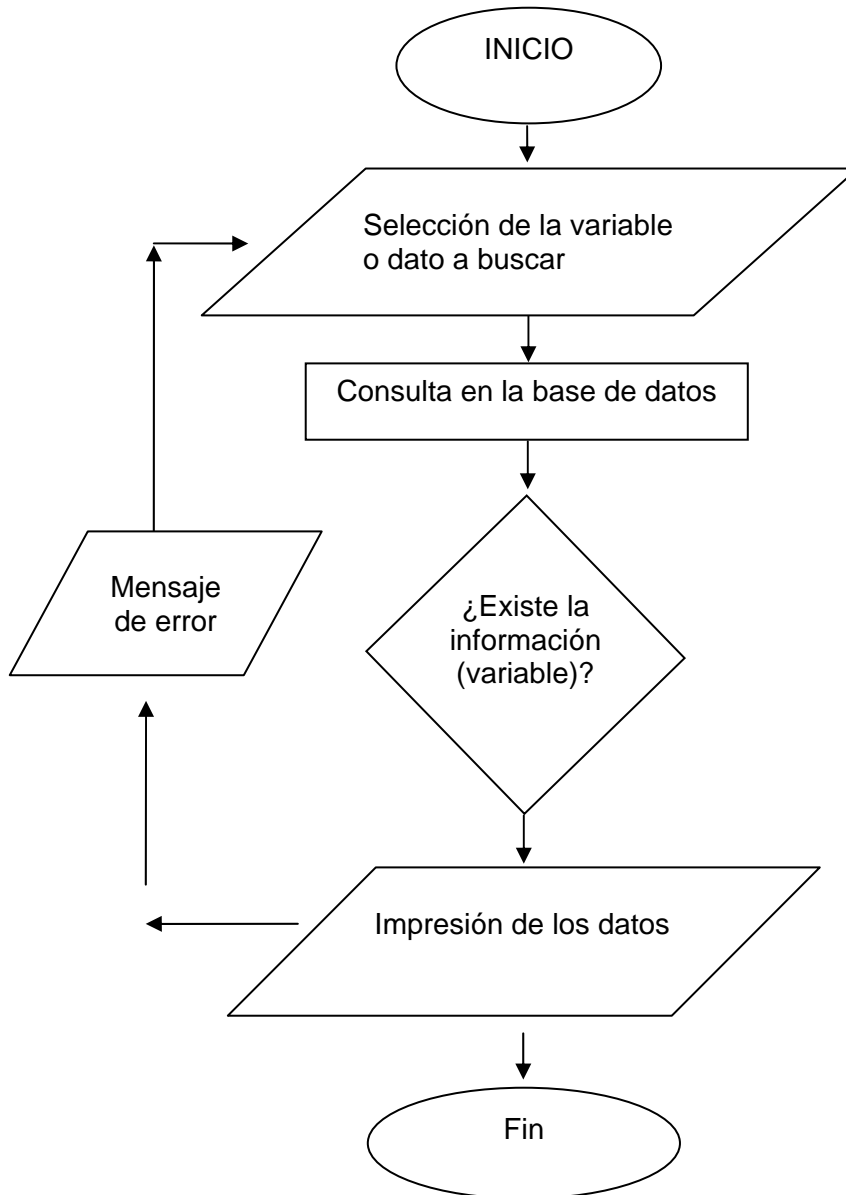 INICIO
Selección de la variable
o dato a buscar
Consulta en la base de datos
Mensaje
de error
¿Existe la
información
(variable)?
Impresión de los datos
Fin